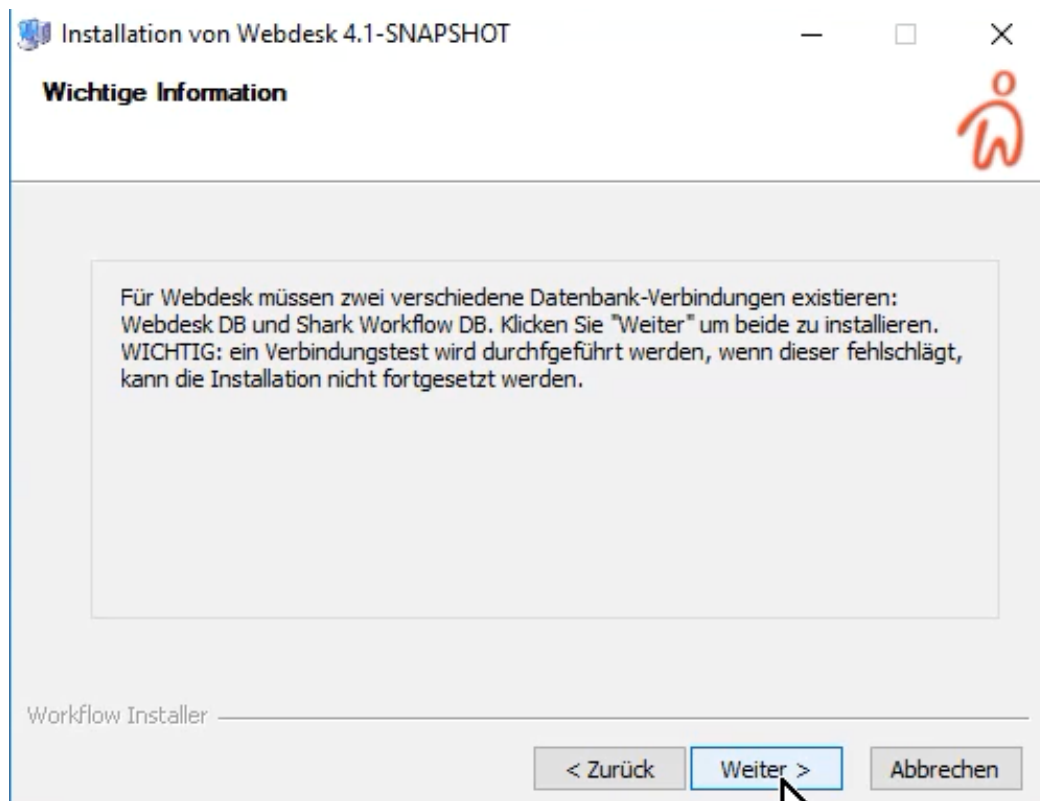 Installation von Webdesk 4.1-SNAPSHOT
Wichtige Information
Für Webdesk müssen zwei verschiedene Datenbank-Verbindungen existieren:
Webdesk DB und Shark Workflow DB. Klicken Sie "Weiter" um beide zu installieren.
WICHTIG: ein Verbindungstest wird durchfgeführt werden, wenn dieser fehlschlägt,
kann die Installation nicht fortgesetzt werden.
Workflow Installer
< Zurück
Weiter >
Abbrechen